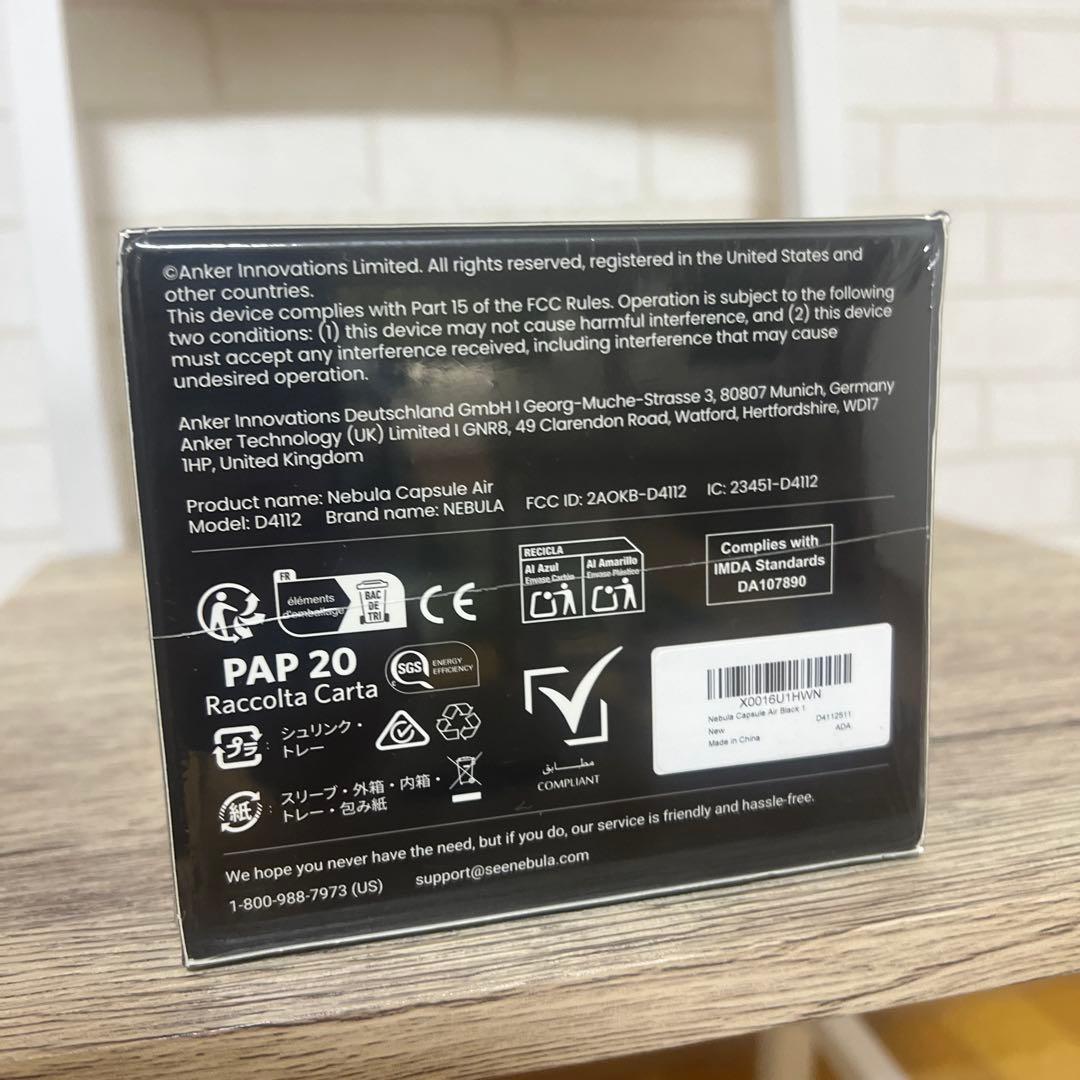 ©Anker Innovations Limited. All rights reserved, registered in the United States and
other countries.
This device complies with Part 15 of the FCC Rules. Operation is subject to the following
two conditions: (1) this device may not cause harmful interference, and (2) this device
must accept any interference received, including interference that may cause
undesired operation.
Anker Innovations Deutschland GmbH I Georg-Muche-Strasse 3, 80807 Munich, Germany
Anker Technology (UK) Limited I GNR8, 49 Clarendon Road, Watford, Hertfordshire, WD17
1HP, United Kingdom
Product name: Nebula Capsule Air
Model: D4112 Brand name: NEBULA FCC ID: 2AOKB-D4112 IC: 23451-D4112
FR
éléments
d'emballage
BAC
DE
TRI
CE
RECICLA
Al Azul
Envase Cartón
Al Amarillo
Envase Plástico
Complies with
IMDA Standards
DA107890
PAP 20
Raccolta Carta
SGS
ENERGY
EFFICIENCY
プラ
シュリンク・
トレー
紙
スリーブ・外箱・内箱・
トレー・包み紙
مطابق
COMPLIANT
X0016U1HWN
Nebula Capsule Air Black 1 D4112511
New ADA
Made in China
We hope you never have the need, but if you do, our service is friendly and hassle-free.
1-800-988-7973 (US) support@seenebula.com